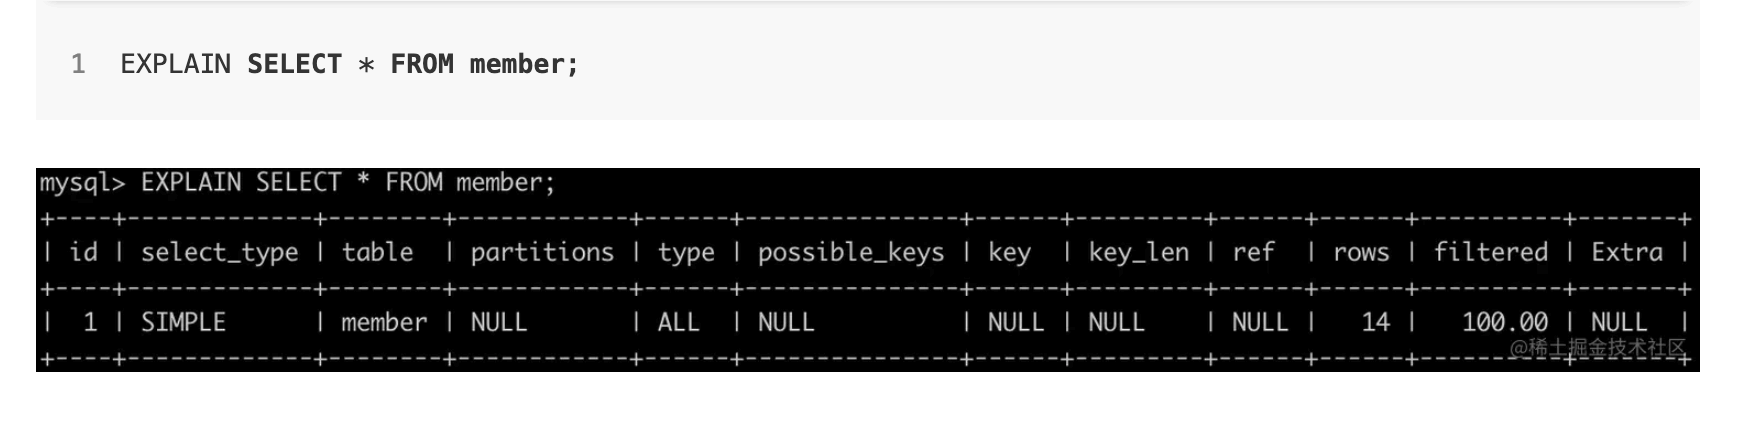 1 EXPLAIN SELECT * FROM member;
mysql> EXPLAIN SELECT * FROM member;
+----+-------------+--------+------------+------+---------------+------+---------+------+------+----------+-------+
| id | select_type | table  | partitions | type | possible_keys | key  | key_len | ref  | rows | filtered | Extra |
+----+-------------+--------+------------+------+---------------+------+---------+------+------+----------+-------+
|  1 | SIMPLE      | member | NULL       | ALL  | NULL          | NULL | NULL    | NULL |   14 |   100.00 | NULL  |
@稀土掘金技术社区
+----+-------------+--------+------------+------+---------------+------+---------+------+------+----------+-------+